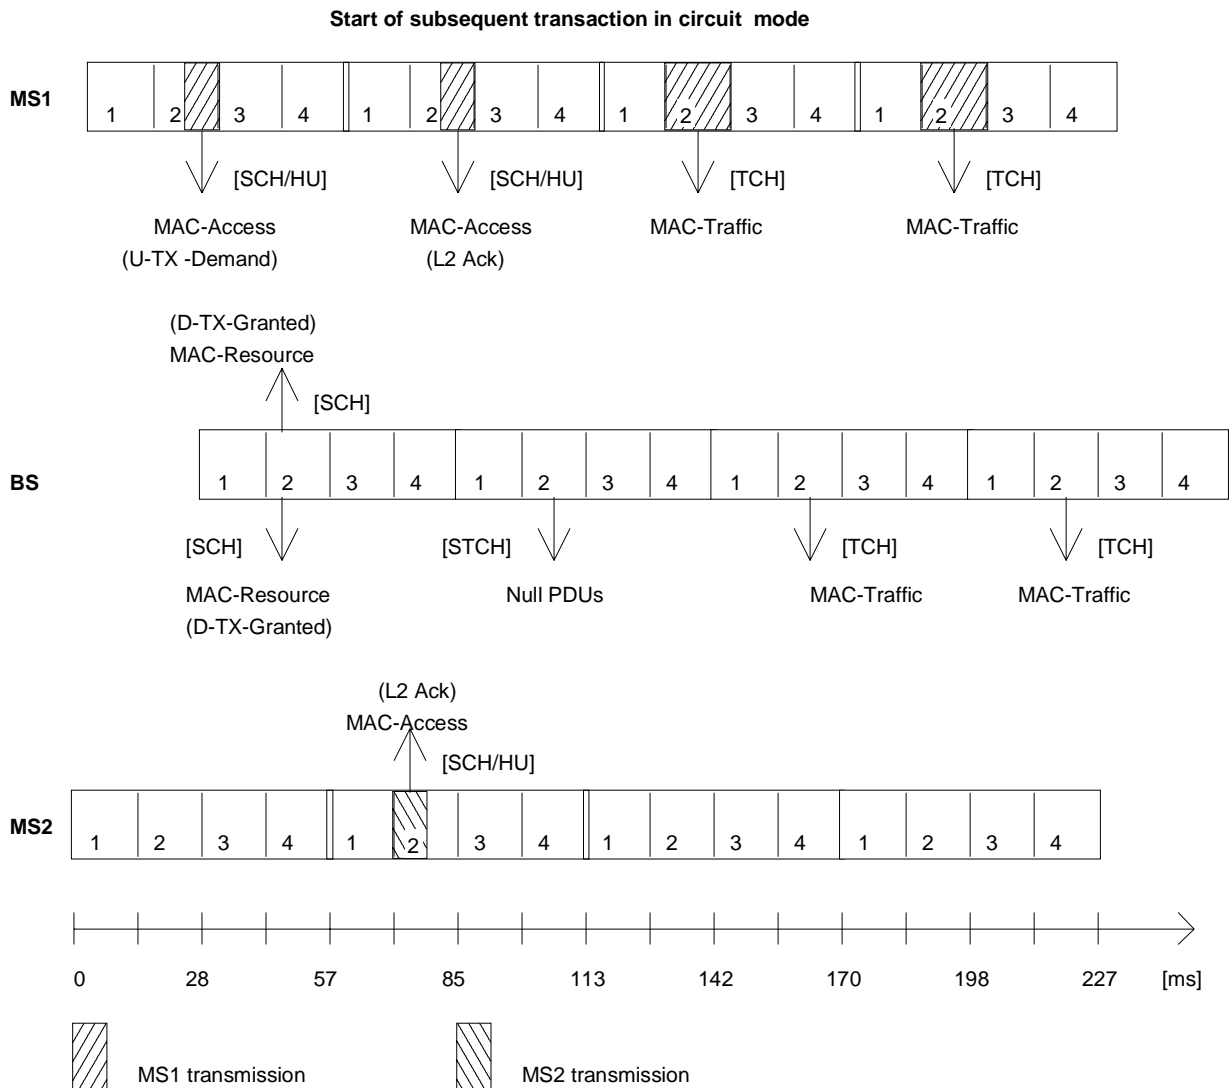 Start of subsequent transaction in circuit mode
MS1
1 2 3 4 1 2 3 4 1 2 3 4 1 2 3 4
[SCH/HU] [SCH/HU] [TCH] [TCH]
MAC-Access MAC-Access MAC-Traffic MAC-Traffic
(U-TX -Demand) (L2 Ack)
(D-TX-Granted)
MAC-Resource
[SCH]
BS
1 2 3 4 1 2 3 4 1 2 3 4 1 2 3 4
[SCH] [STCH] [TCH] [TCH]
MAC-Resource Null PDUs MAC-Traffic MAC-Traffic
(D-TX-Granted)
(L2 Ack)
MAC-Access
[SCH/HU]
MS2
1 2 3 4 1 2 3 4 1 2 3 4 1 2 3 4
0 28 57 85 113 142 170 198 227 [ms]
MS1 transmission MS2 transmission